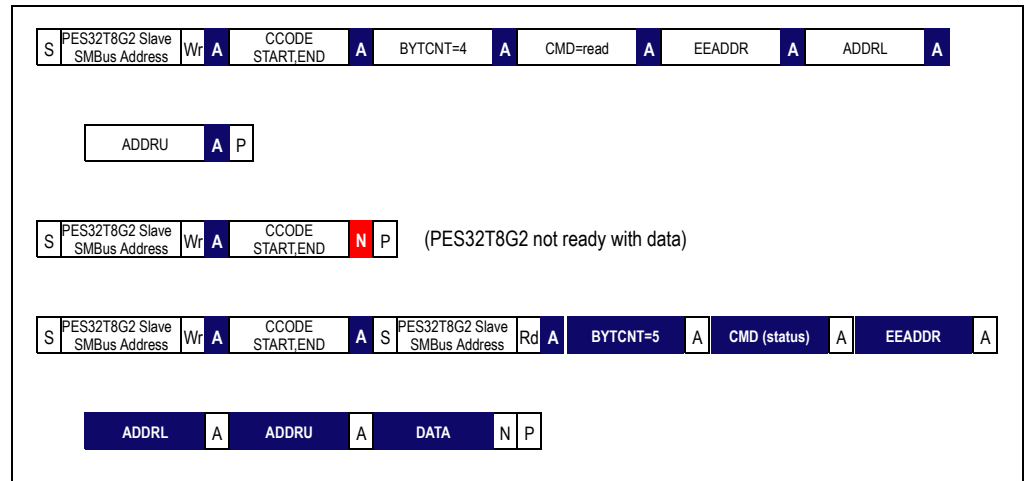 S PES32T8G2 Slave SMBus Address Wr A CCODE START,END A BYTCNT=4 A CMD=read A EEADDR A ADDRL A
ADDRU A P
S PES32T8G2 Slave SMBus Address Wr A CCODE START,END N P (PES32T8G2 not ready with data)
S PES32T8G2 Slave SMBus Address Wr A CCODE START,END A S PES32T8G2 Slave SMBus Address Rd A BYTCNT=5 A CMD (status) A EEADDR A
ADDRL A ADDRU A DATA N P